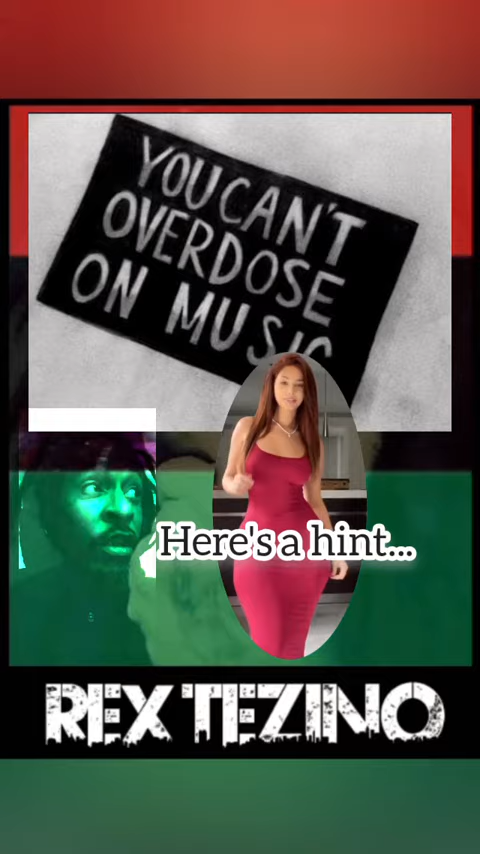 YOU CAN'T
OVERDOSE
ON MUSIC
Here's a hint...
REX TEZINO